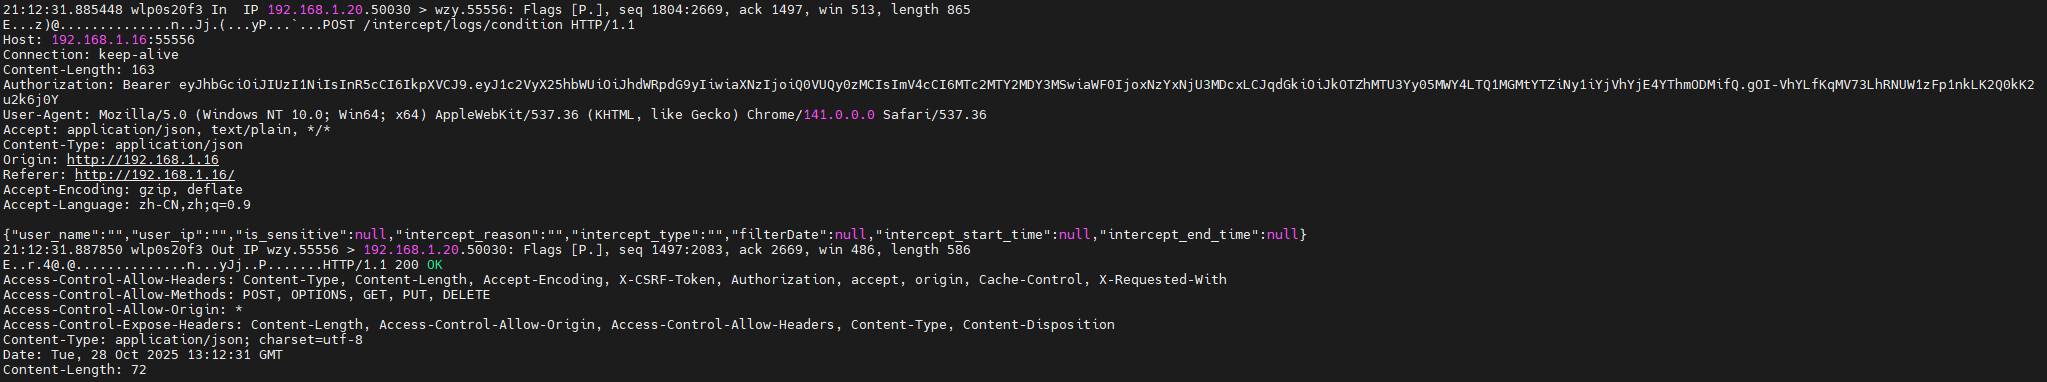 21:12:31.885448 wlp0s20f3 In  IP 192.168.1.20.50030 > wzy.55556: Flags [P.], seq 1804:2669, ack 1497, win 513, length 865
E...z)@..............n..Jj.(...yP...`...POST /intercept/logs/condition HTTP/1.1
Host: 192.168.1.16:55556
Connection: keep-alive
Content-Length: 163
Authorization: Bearer eyJhbGciOiJIUzI1NiIsInR5cCI6IkpXVCJ9.eyJ1c2VyX25hbWUiOiJhdWRpdG9yIiwiaXNzIjoiQ0VUQy0zMCIsImV4cCI6MTc2MTY2MDY3MSwiaWF0IjoxNzYxNjU3MDcxLCJqdGkiOiJkOTZhMTU3Yy05MWY4LTQ1MGMtYTZiNy1iYjVhYjE4YThmODMifQ.gOI-VhYLfKqMV73LhRNUW1zFp1nkLK2Q0kK2
u2k6j0Y
User-Agent: Mozilla/5.0 (Windows NT 10.0; Win64; x64) AppleWebKit/537.36 (KHTML, like Gecko) Chrome/141.0.0.0 Safari/537.36
Accept: application/json, text/plain, */*
Content-Type: application/json
Origin: http://192.168.1.16
Referer: http://192.168.1.16/
Accept-Encoding: gzip, deflate
Accept-Language: zh-CN,zh;q=0.9

{"user_name":"","user_ip":"","is_sensitive":null,"intercept_reason":"","intercept_type":"","filterDate":null,"intercept_start_time":null,"intercept_end_time":null}
21:12:31.887850 wlp0s20f3 Out IP wzy.55556 > 192.168.1.20.50030: Flags [P.], seq 1497:2083, ack 2669, win 486, length 586
E..r.4@.@..............n...yJj..P.......HTTP/1.1 200 OK
Access-Control-Allow-Headers: Content-Type, Content-Length, Accept-Encoding, X-CSRF-Token, Authorization, accept, origin, Cache-Control, X-Requested-With
Access-Control-Allow-Methods: POST, OPTIONS, GET, PUT, DELETE
Access-Control-Allow-Origin: *
Access-Control-Expose-Headers: Content-Length, Access-Control-Allow-Origin, Access-Control-Allow-Headers, Content-Type, Content-Disposition
Content-Type: application/json; charset=utf-8
Date: Tue, 28 Oct 2025 13:12:31 GMT
Content-Length: 72